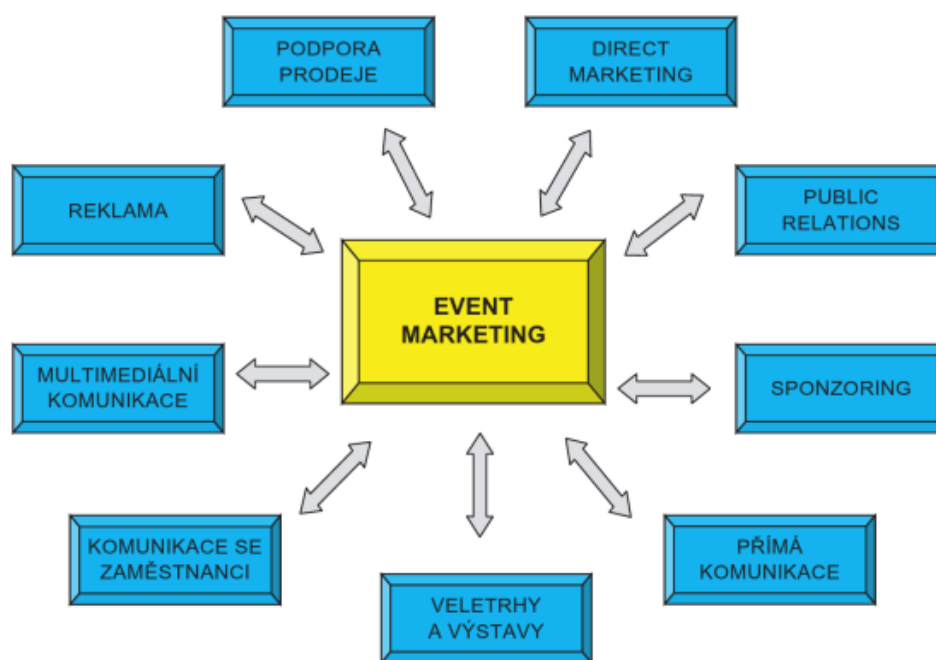 PODPORA
PRODEJE
DIRECT
MARKETING
REKLAMA
PUBLIC
RELATIONS
EVENT
MARKETING
MULTIMEDIÁLNÍ
KOMUNIKACE
SPONZORING
KOMUNIKACE SE
ZAMĚSTNANCI
VELETRHY
A VÝSTAVY
PŘÍMÁ
KOMUNIKACE